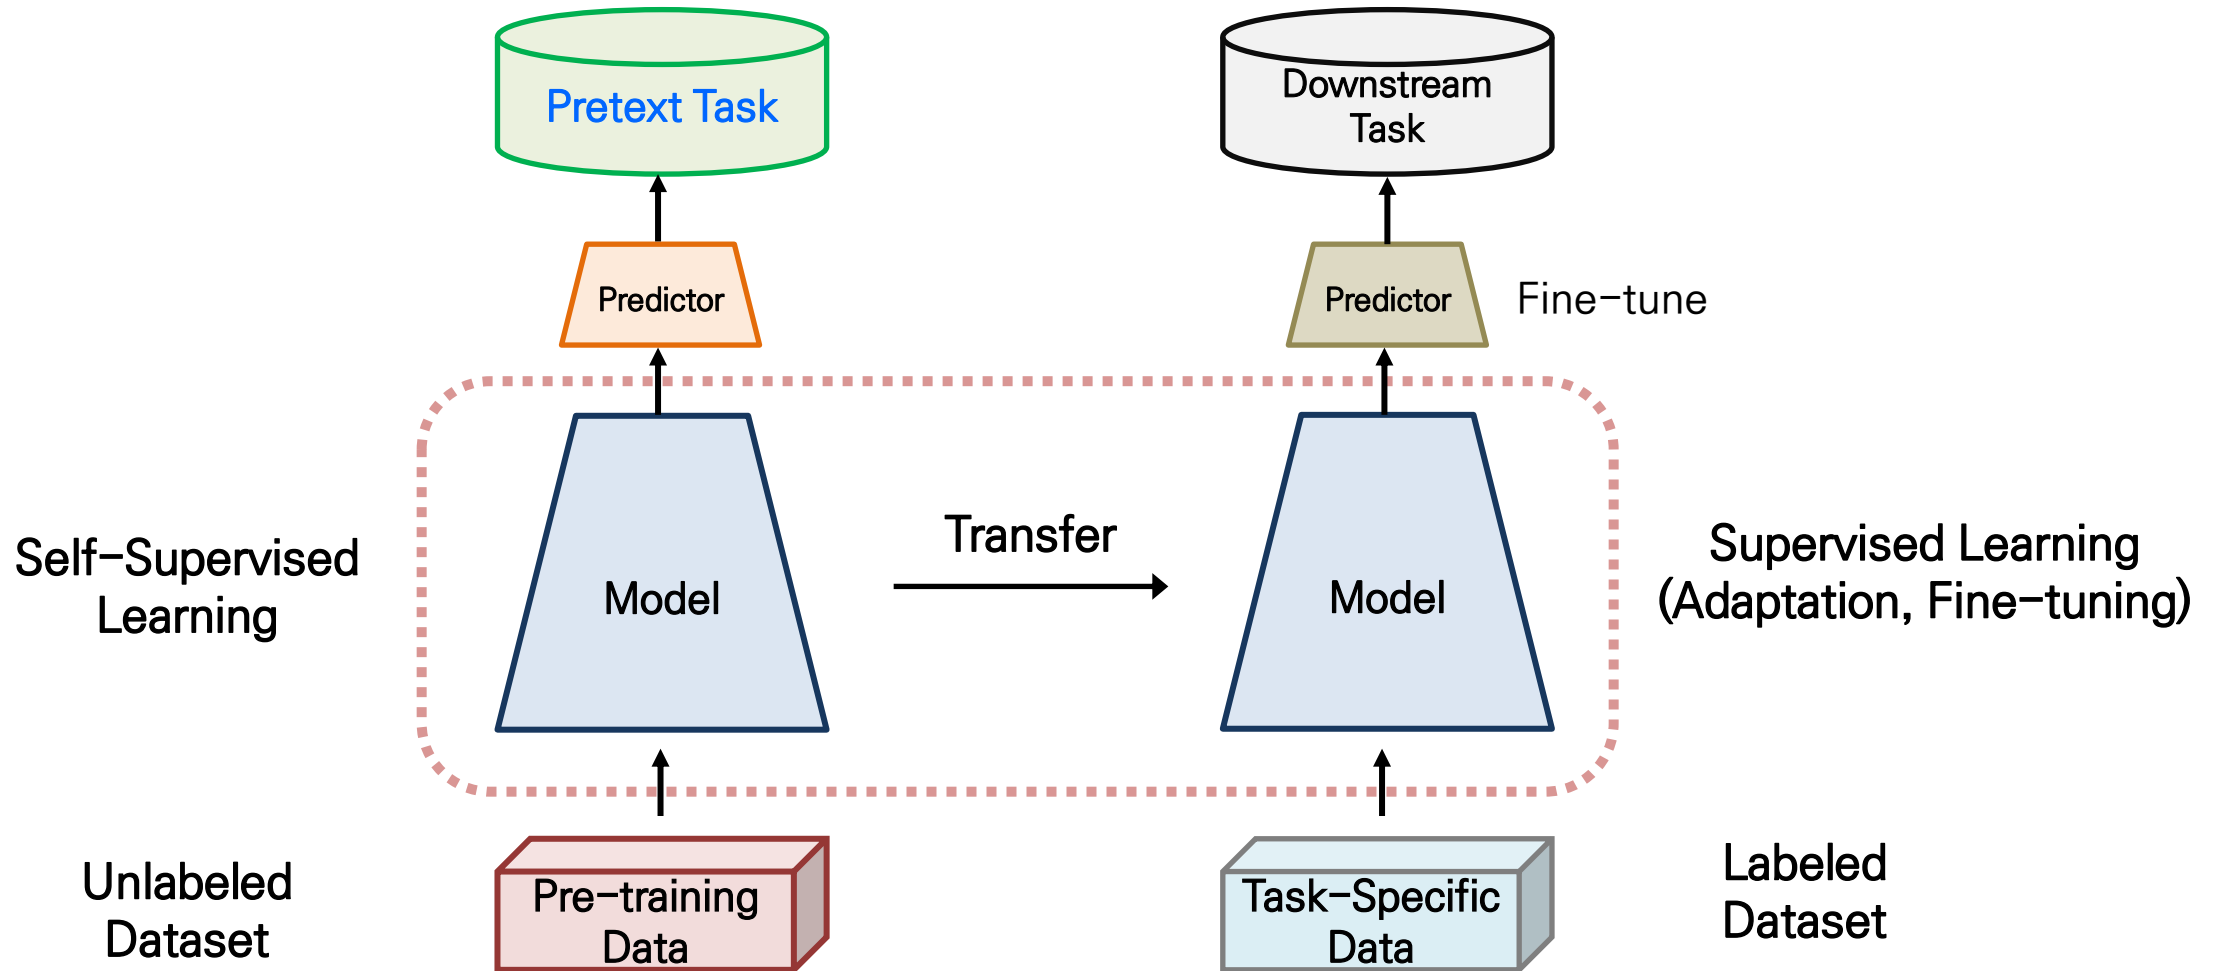 Pretext Task
Downstream
Task
Predictor
Predictor
Fine-tune
Self-Supervised
Learning
Model
Transfer
Model
Supervised Learning
(Adaptation, Fine-tuning)
Unlabeled
Dataset
Pre-training
Data
Task-Specific
Data
Labeled
Dataset